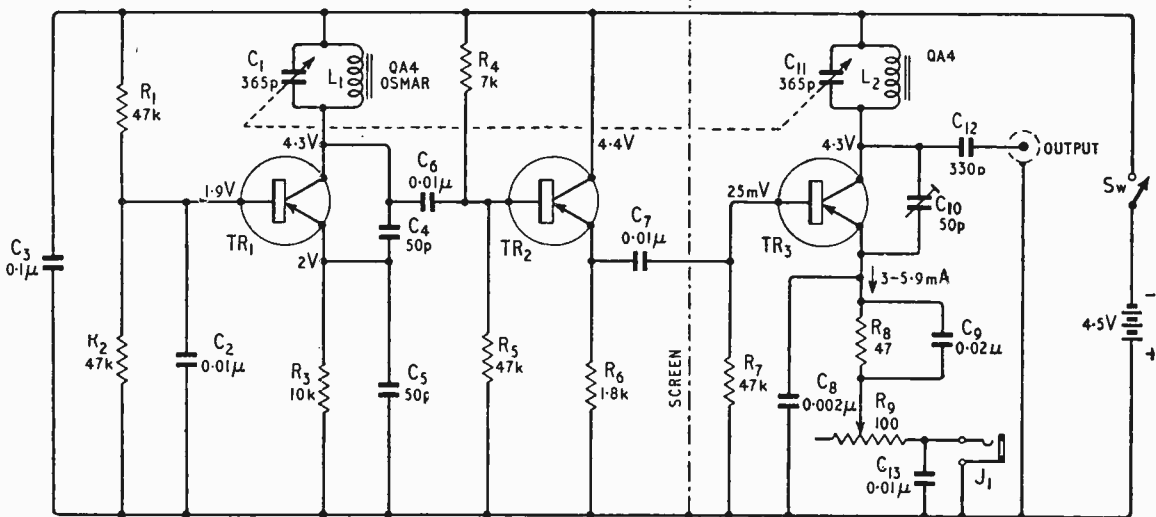 R1
47k
C1
365p
L1
QA4
OSMAR
R4
7k
C11
365p
L2
QA4
4·3V
4·4V
4·3V
C12
330p
OUTPUT
Sw
1·9V
C6
0·01µ
25mV
C10
50p
C3
0·1µ
TR1
C4
50p
TR2
C7
0·01µ
TR3
2V
3–5·9mA
4·5V
-
+
R2
47k
C2
0·01µ
R3
10k
C5
50p
R5
47k
R6
1·8k
SCREEN
R7
47k
R8
47
C9
0·02µ
C8
0·002µ
R9
100
C13
0·01µ
J1